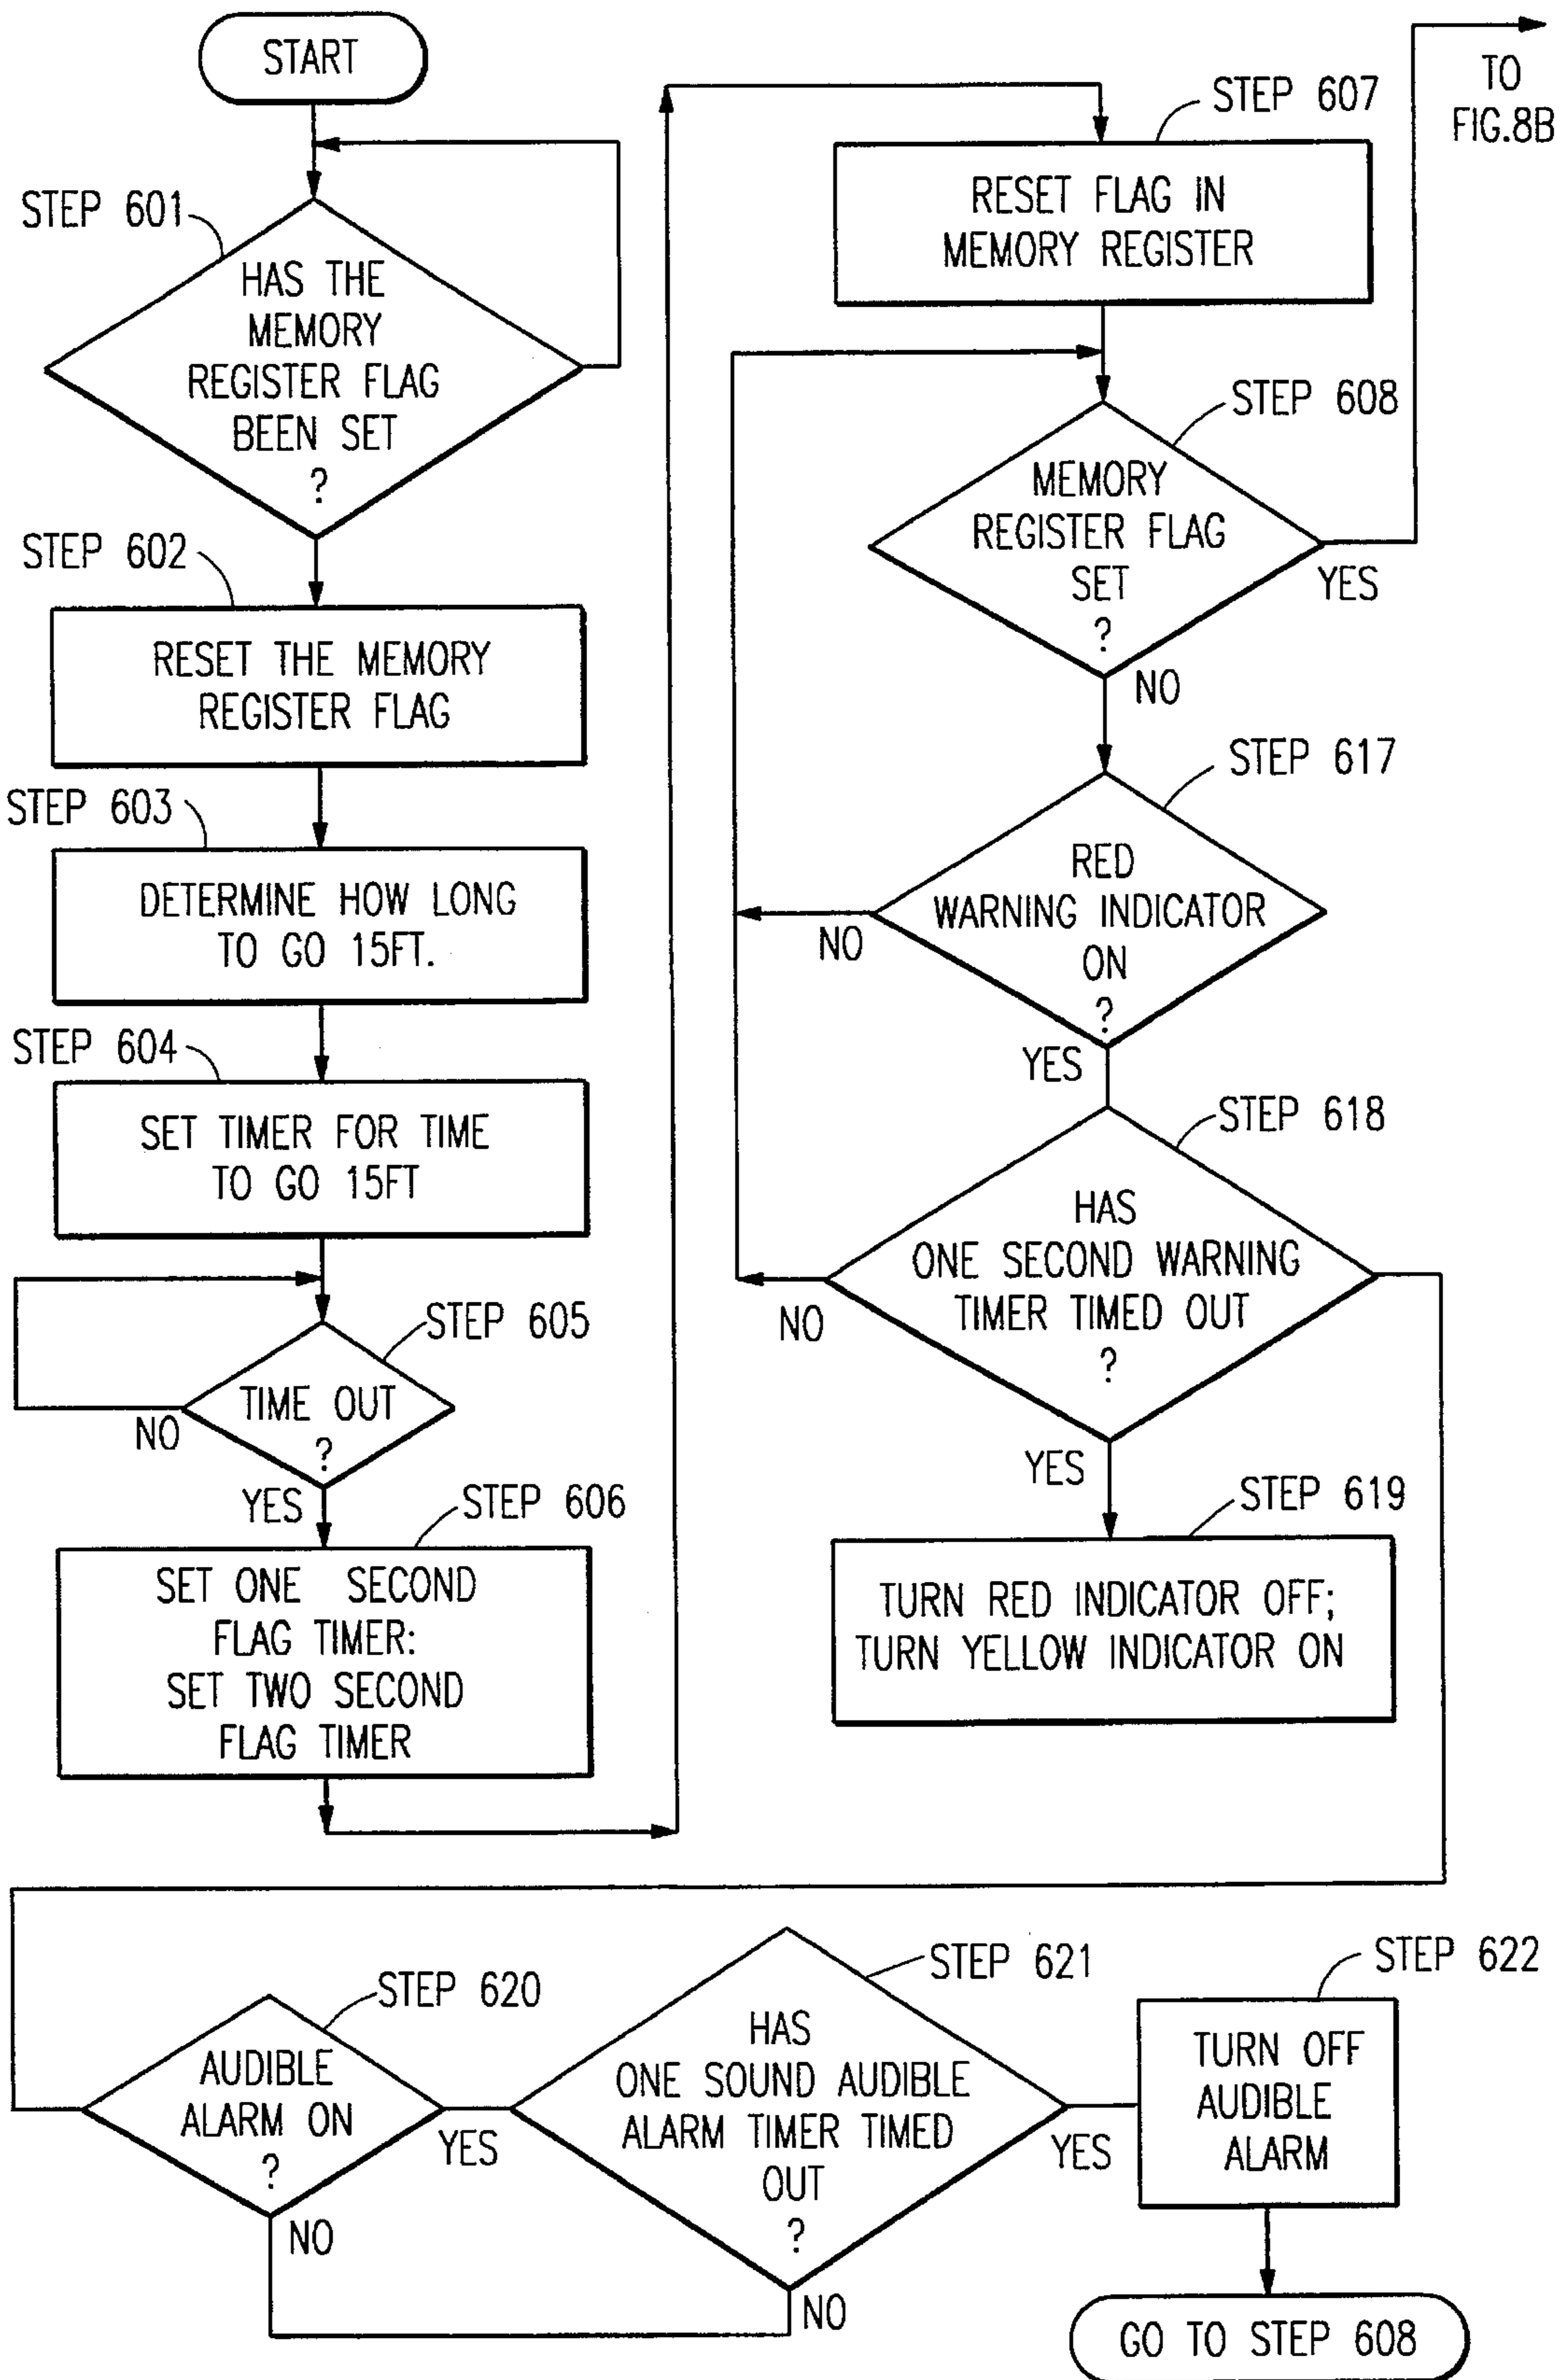 START
STEP 601
HAS THE
MEMORY
REGISTER FLAG
BEEN SET
?
STEP 602
RESET THE MEMORY
REGISTER FLAG
STEP 603
DETERMINE HOW LONG
TO GO 15FT.
STEP 604
SET TIMER FOR TIME
TO GO 15FT
STEP 605
TIME OUT
?
NO
YES
STEP 606
SET ONE SECOND
FLAG TIMER:
SET TWO SECOND
FLAG TIMER
STEP 607
RESET FLAG IN
MEMORY REGISTER
TO
FIG.8B
STEP 608
MEMORY
REGISTER FLAG
SET
?
YES
NO
STEP 617
RED
WARNING INDICATOR
ON
?
NO
YES
STEP 618
HAS
ONE SECOND WARNING
TIMER TIMED OUT
?
NO
YES
STEP 619
TURN RED INDICATOR OFF;
TURN YELLOW INDICATOR ON
STEP 620
AUDIBLE
ALARM ON
?
YES
NO
STEP 621
HAS
ONE SOUND AUDIBLE
ALARM TIMER TIMED
OUT
?
YES
NO
STEP 622
TURN OFF
AUDIBLE
ALARM
GO TO STEP 608